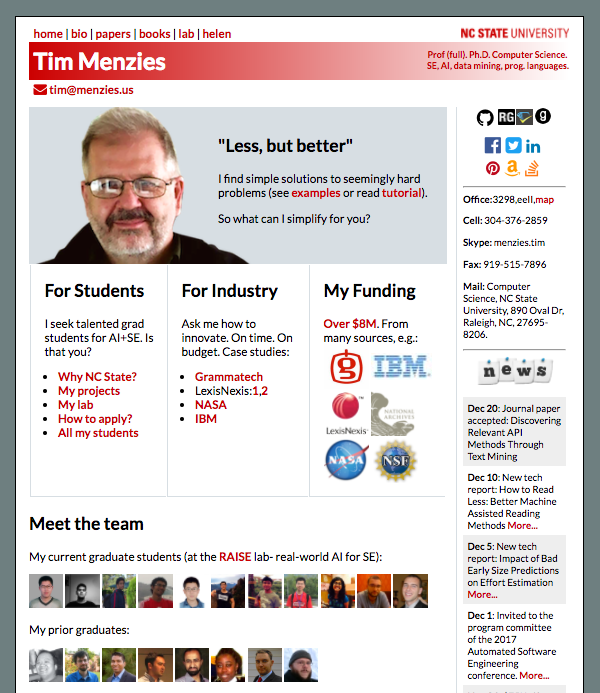 home | bio | papers | books | lab | helen
NC STATE UNIVERSITY
Tim Menzies
Prof (full). Ph.D. Computer Science.
SE, AI, data mining, prog. languages.
tim@menzies.us
"Less, but better"
I find simple solutions to seemingly hard
problems (see examples or read tutorial).
So what can I simplify for you?
For Students
I seek talented grad
students for AI+SE. Is
that you?
• Why NC State?
• My projects
• My lab
• How to apply?
• All my students
For Industry
Ask me how to
innovate. On time. On
budget. Case studies:
• Grammatech
• LexisNexis:1,2
• NASA
• IBM
My Funding
Over $8M. From
many sources, e.g.:
g
IBM
LexisNexis
NATIONAL
ARCHIVES
NASA
NSF
Meet the team
My current graduate students (at the RAISE lab- real-world AI for SE):
My prior graduates:
RG
g
Office:3298,eeII,map
Cell: 304-376-2859
Skype: menzies.tim
Fax: 919-515-7896
Mail: Computer
Science, NC State
University, 890 Oval Dr,
Raleigh, NC, 27695-
8206.
news
Dec 20: Journal paper
accepted: Discovering
Relevant API
Methods Through
Text Mining
Dec 10: New tech
report: How to Read
Less: Better Machine
Assisted Reading
Methods More...
Dec 5: New tech
report: Impact of Bad
Early Size Predictions
on Effort Estimation
More...
Dec 1: Invited to the
program committee
of the 2017
Automated Software
Engineering
conference. More...